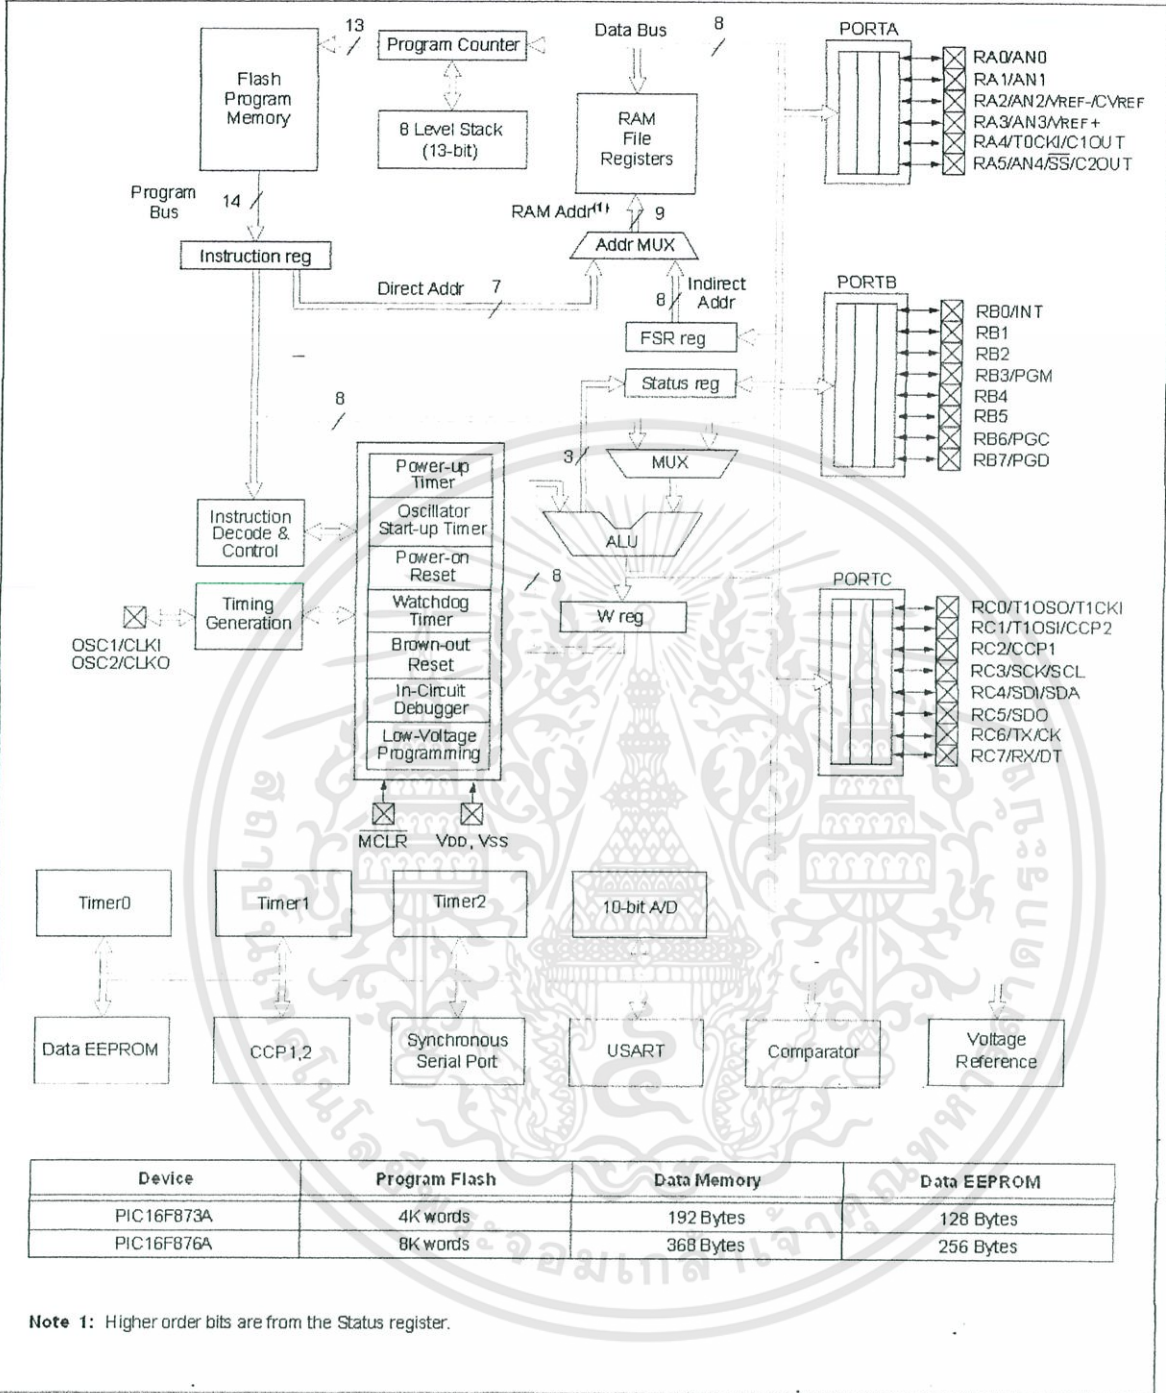 13
Program Counter
Data Bus
8
PORTA
Flash
Program
Memory
8 Level Stack
(13-bit)
RAM
File
Registers
RA0/AN0
RA1/AN1
RA2/AN2/VREF-/CVREF
RA3/AN3/VREF+
RA4/T0CKI/C1OUT
RA5/AN4/SS/C2OUT
Program
Bus
14
RAM Addr(1)
9
Addr MUX
Instruction reg
Direct Addr
7
8
Indirect
Addr
FSR reg
Status reg
PORTB
RB0/INT
RB1
RB2
RB3/PGM
RB4
RB5
RB6/PGC
RB7/PGD
8
3
MUX
ALU
8
W reg
Power-up
Timer
Oscillator
Start-up Timer
Power-on
Reset
Watchdog
Timer
Brown-out
Reset
In-Circuit
Debugger
Low-Voltage
Programming
Instruction
Decode &
Control
Timing
Generation
OSC1/CLKI
OSC2/CLKO
MCLR
VDD, VSS
PORTC
RC0/T1OSO/T1CKI
RC1/T1OSI/CCP2
RC2/CCP1
RC3/SCK/SCL
RC4/SDI/SDA
RC5/SDO
RC6/TX/CK
RC7/RX/DT
Timer0
Timer1
Timer2
10-bit A/D
Data EEPROM
CCP1,2
Synchronous
Serial Port
USART
Comparator
Voltage
Reference
Device Program Flash Data Memory Data EEPROM
PIC16F873A 4K words 192 Bytes 128 Bytes
PIC16F876A 8K words 368 Bytes 256 Bytes
Note 1: Higher order bits are from the Status register.